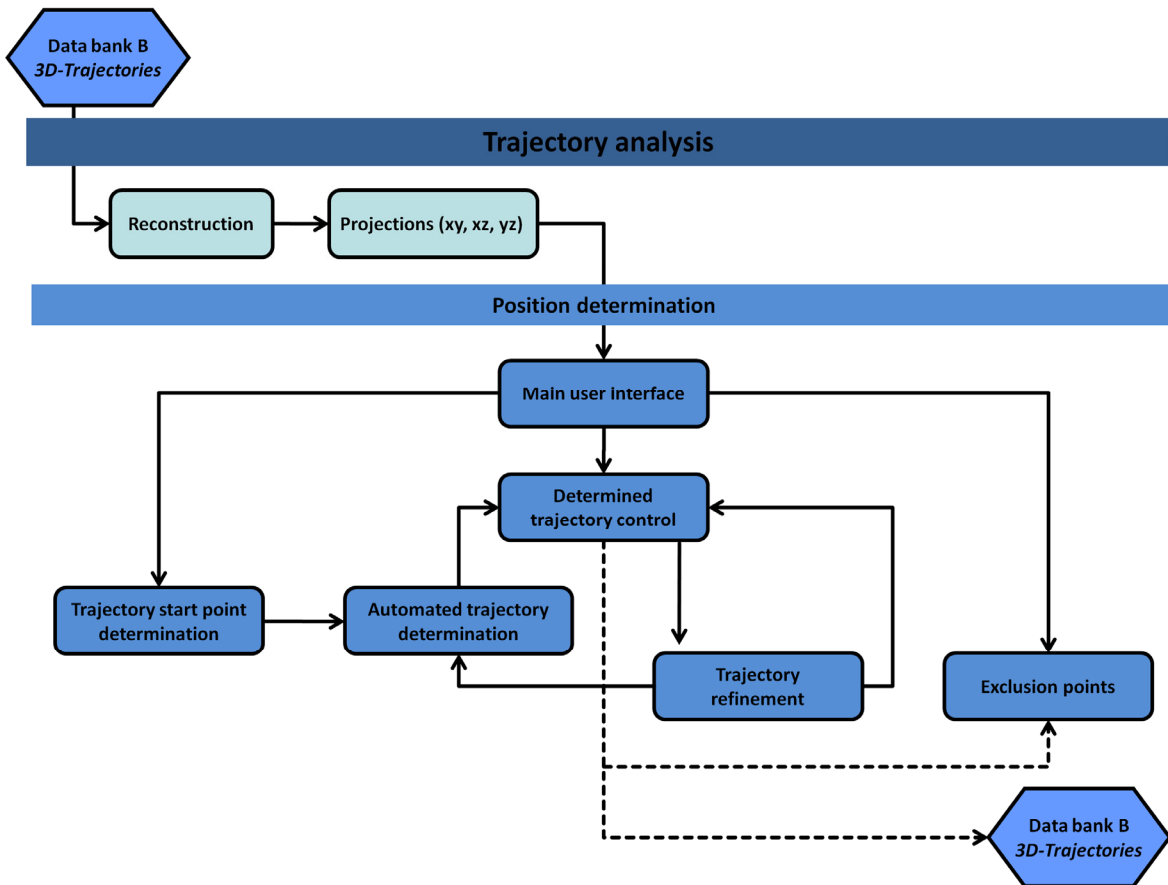 Data bank B
3D-Trajectories
Trajectory analysis
Reconstruction
Projections (xy, xz, yz)
Position determination
Main user interface
Determined
trajectory control
Trajectory start point
determination
Automated trajectory
determination
Trajectory
refinement
Exclusion points
Data bank B
3D-Trajectories